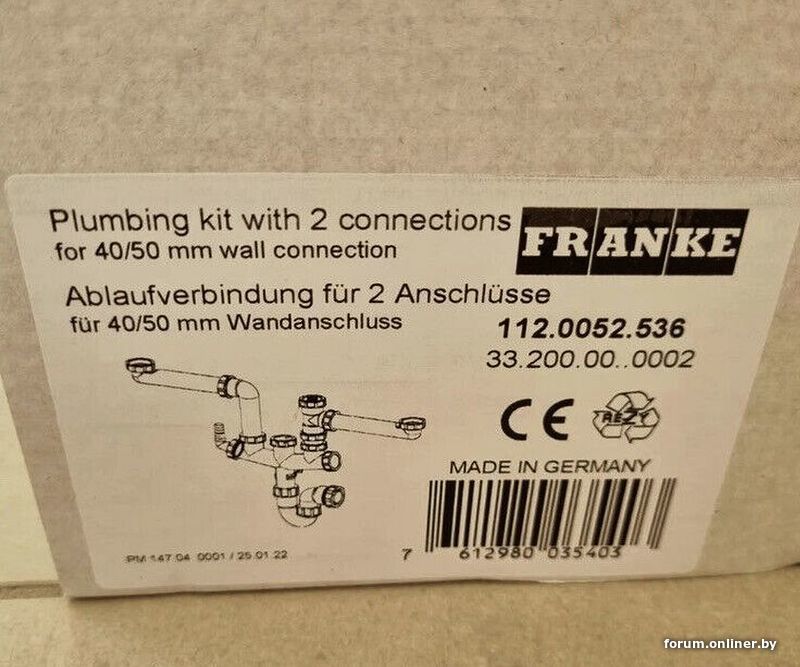 Plumbing kit with 2 connections
for 40/50 mm wall connection
FRANKE
Ablaufverbindung für 2 Anschlüsse
für 40/50 mm Wandanschluss
112.0052.536
33.200.00..0002
CE
REZY
MADE IN GERMANY
7 612980 035403
PM 147 04 0001 / 25.01.22
forum.onliner.by